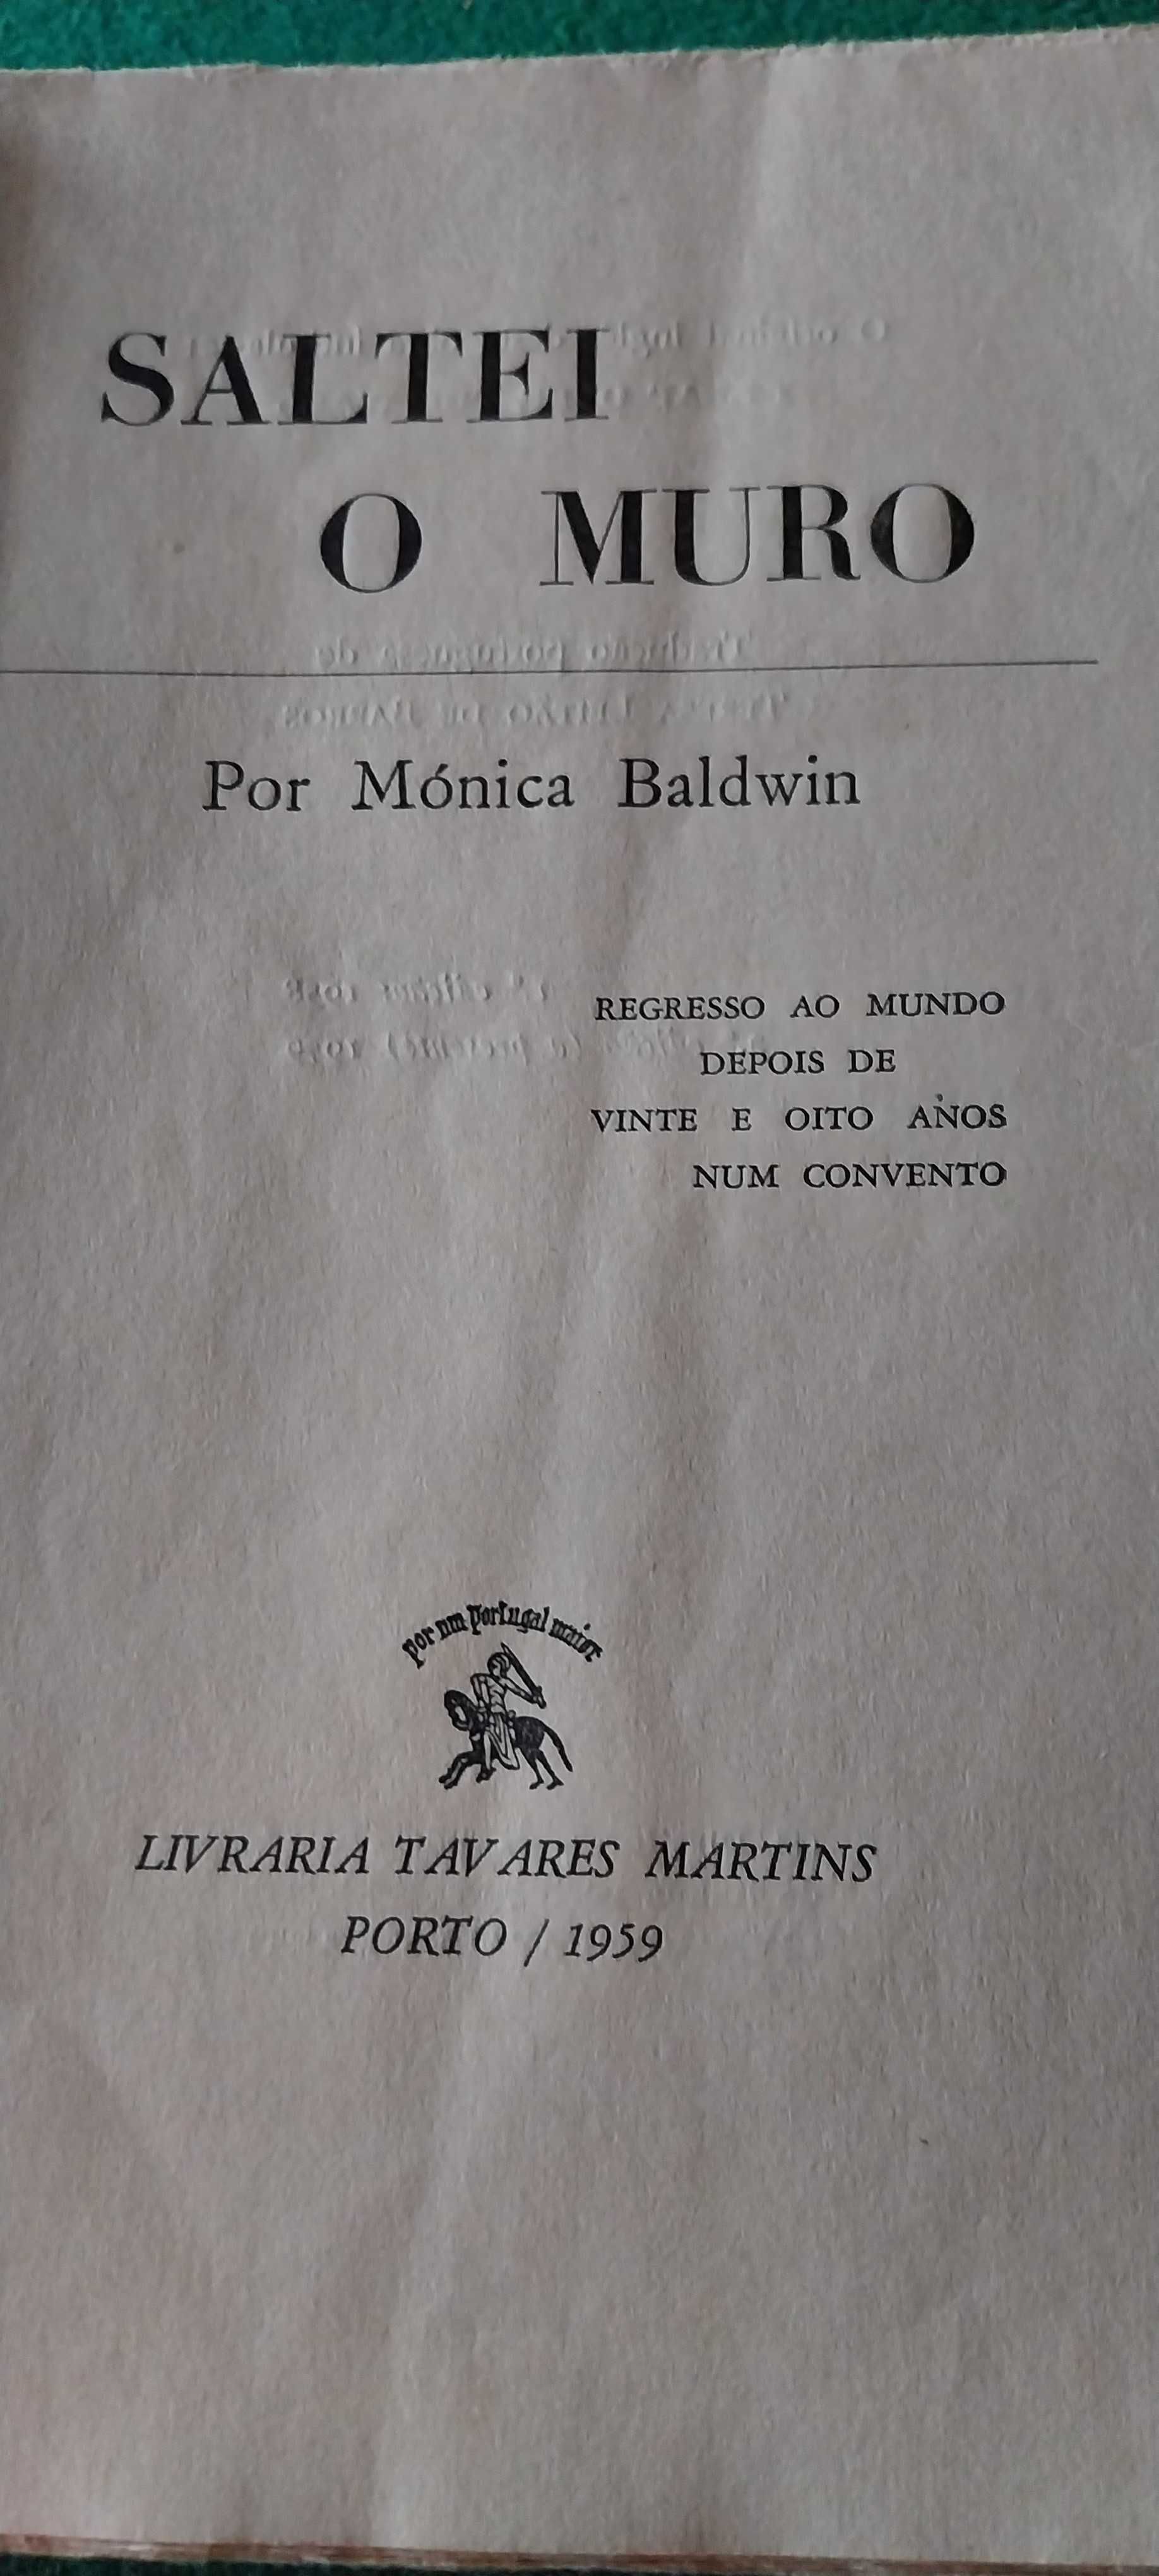 SALTEI
O MURO
Por Mónica Baldwin
REGRESSO AO MUNDO
DEPOIS DE
VINTE E OITO ANOS
NUM CONVENTO
por um portugal maior
LIVRARIA TAVARES MARTINS
PORTO / 1959